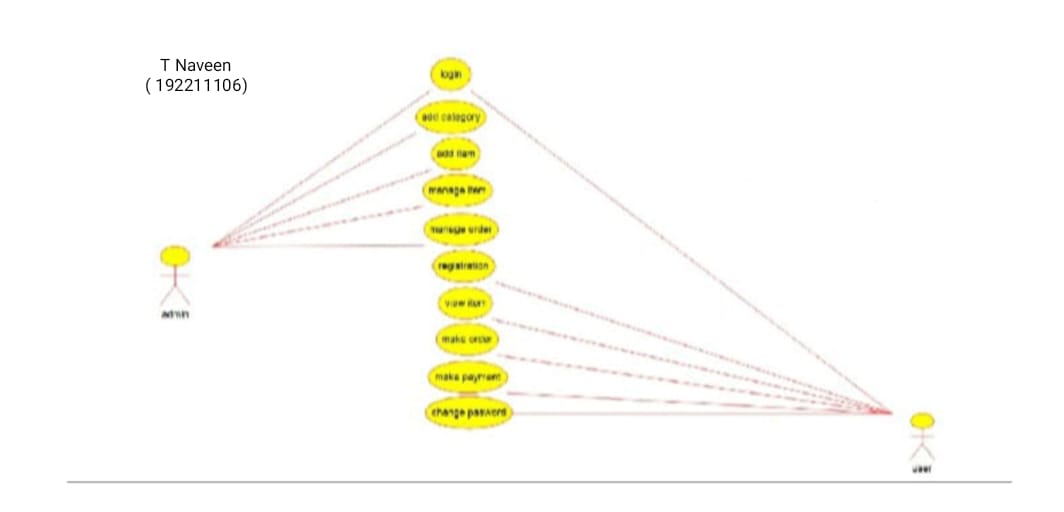 T Naveen
( 192211106)
login
add category
add item
manage item
manage order
registration
view item
make order
make payment
change pasword
admin
user